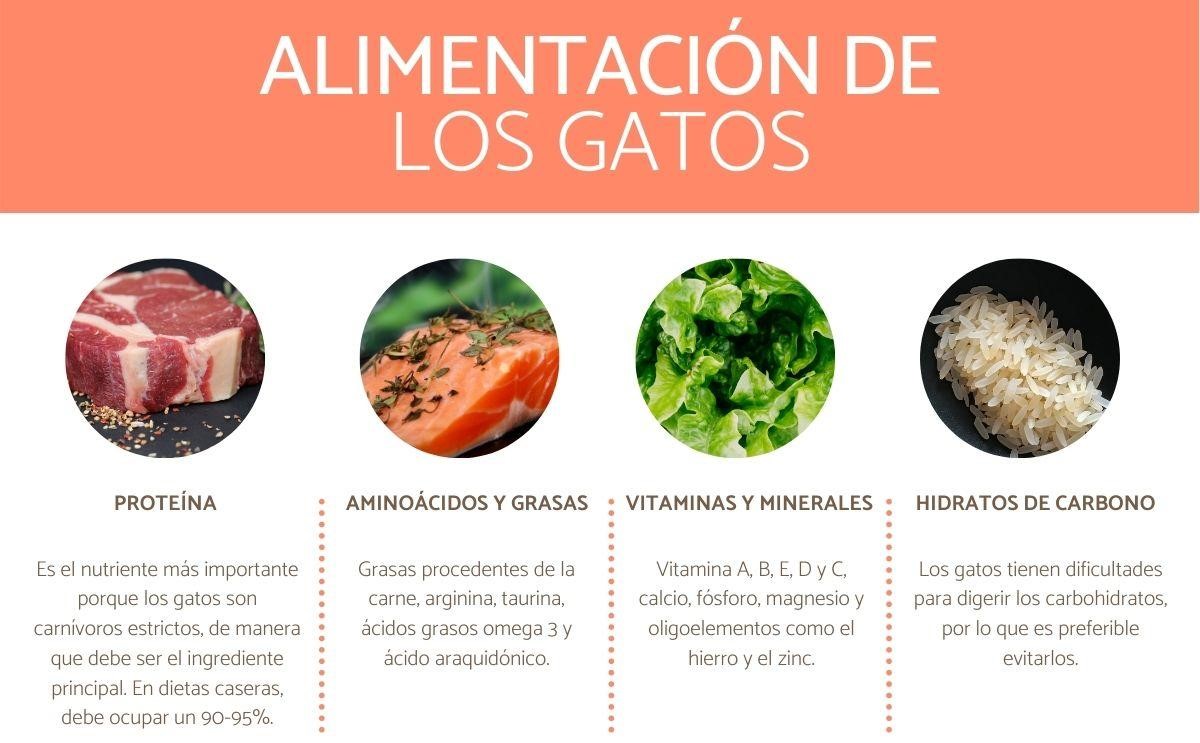 ALIMENTACIÓN DE
LOS GATOS
PROTEÍNA
Es el nutriente más importante
porque los gatos son
carnívoros estrictos, de manera
que debe ser el ingrediente
principal. En dietas caseras,
debe ocupar un 90-95%.
AMINOÁCIDOS Y GRASAS
Grasas procedentes de la
carne, arginina, taurina,
ácidos grasos omega 3 y
ácido araquidónico.
VITAMINAS Y MINERALES
Vitamina A, B, E, D y C,
calcio, fósforo, magnesio y
oligoelementos como el
hierro y el zinc.
HIDRATOS DE CARBONO
Los gatos tienen dificultades
para digerir los carbohidratos,
por lo que es preferible
evitarlos.